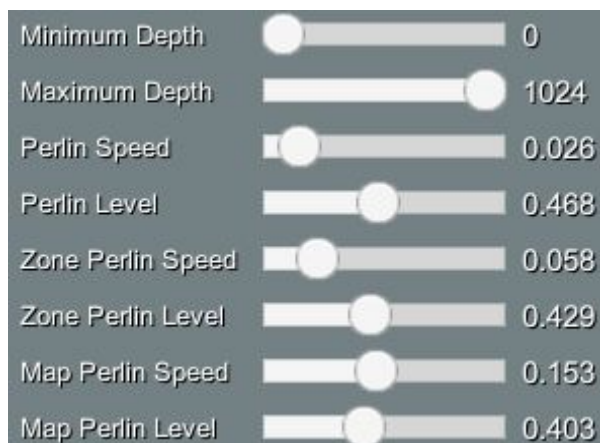 Minimum Depth 0
Maximum Depth 1024
Perlin Speed 0.026
Perlin Level 0.468
Zone Perlin Speed 0.058
Zone Perlin Level 0.429
Map Perlin Speed 0.153
Map Perlin Level 0.403